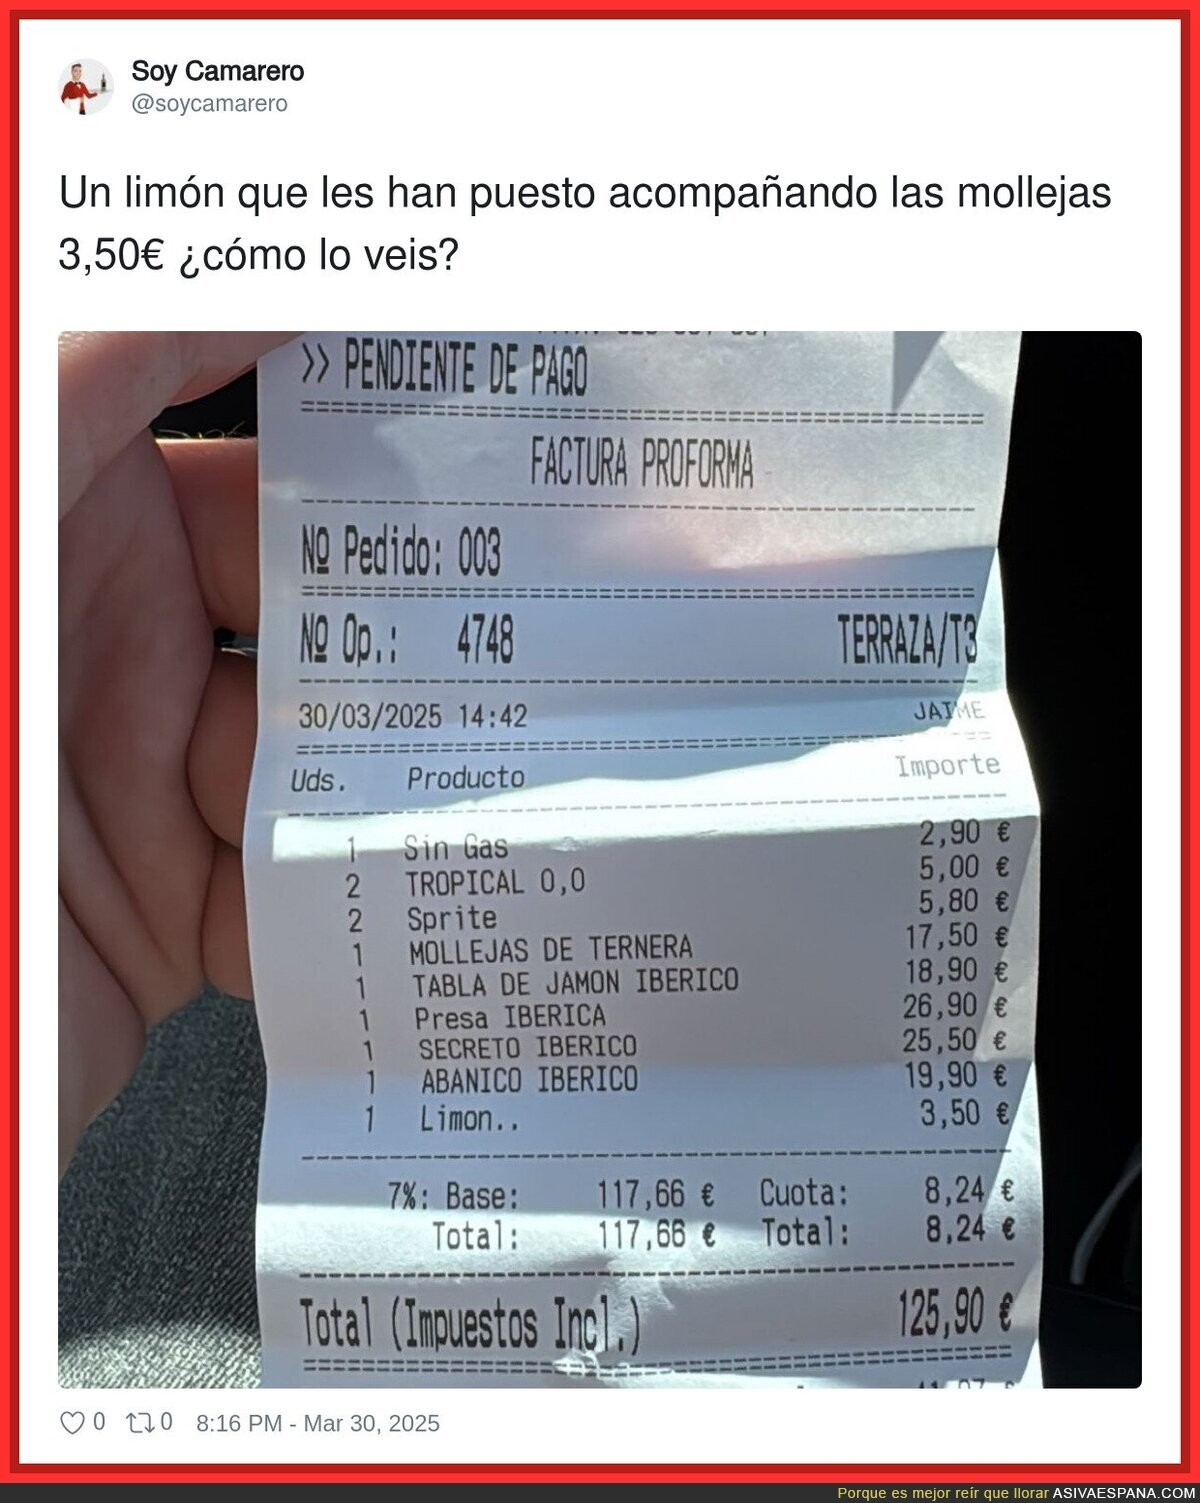 Soy Camarero
@soycamarero
Un limón que les han puesto acompañando las mollejas
3,50€ ¿cómo lo veis?
>> PENDIENTE DE PAGO
FACTURA PROFORMA
Nº Pedido: 003
Nº Op.: 4748 TERRAZA/T3
30/03/2025 14:42 JAIME
Uds. Producto Importe
1 Sin Gas 2,90 €
2 TROPICAL 0,0 5,00 €
2 Sprite 5,80 €
1 MOLLEJAS DE TERNERA 17,50 €
1 TABLA DE JAMON IBERICO 18,90 €
1 Presa IBERICA 26,90 €
1 SECRETO IBERICO 25,50 €
1 ABANICO IBERICO 19,90 €
1 Limon.. 3,50 €
7%: Base: 117,66 € Cuota: 8,24 €
Total: 117,66 € Total: 8,24 €
Total (Impuestos Incl.) 125,90 €
0 0 8:16 PM - Mar 30, 2025
Porque es mejor reír que llorar ASIVAESPANA.COM